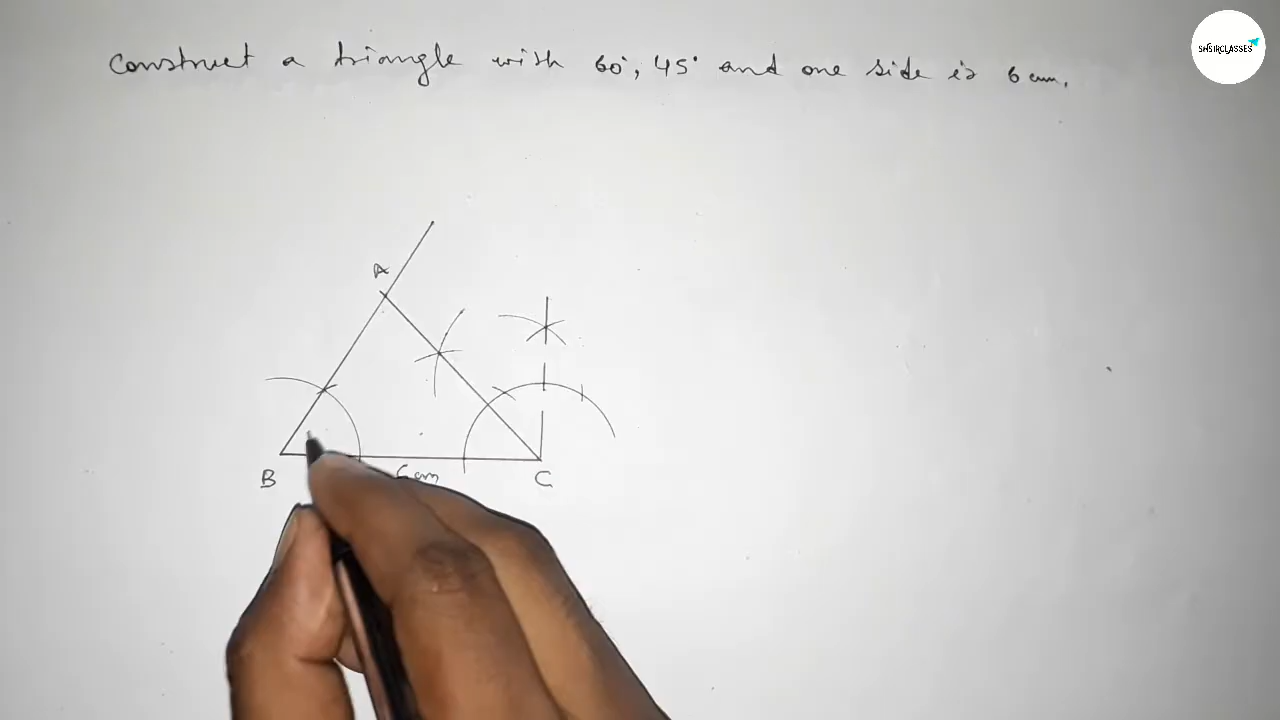 Construct a triangle with 60°, 45° and one side is 6 cm.
SHSIRCLASSES
A
B
6 cm
C